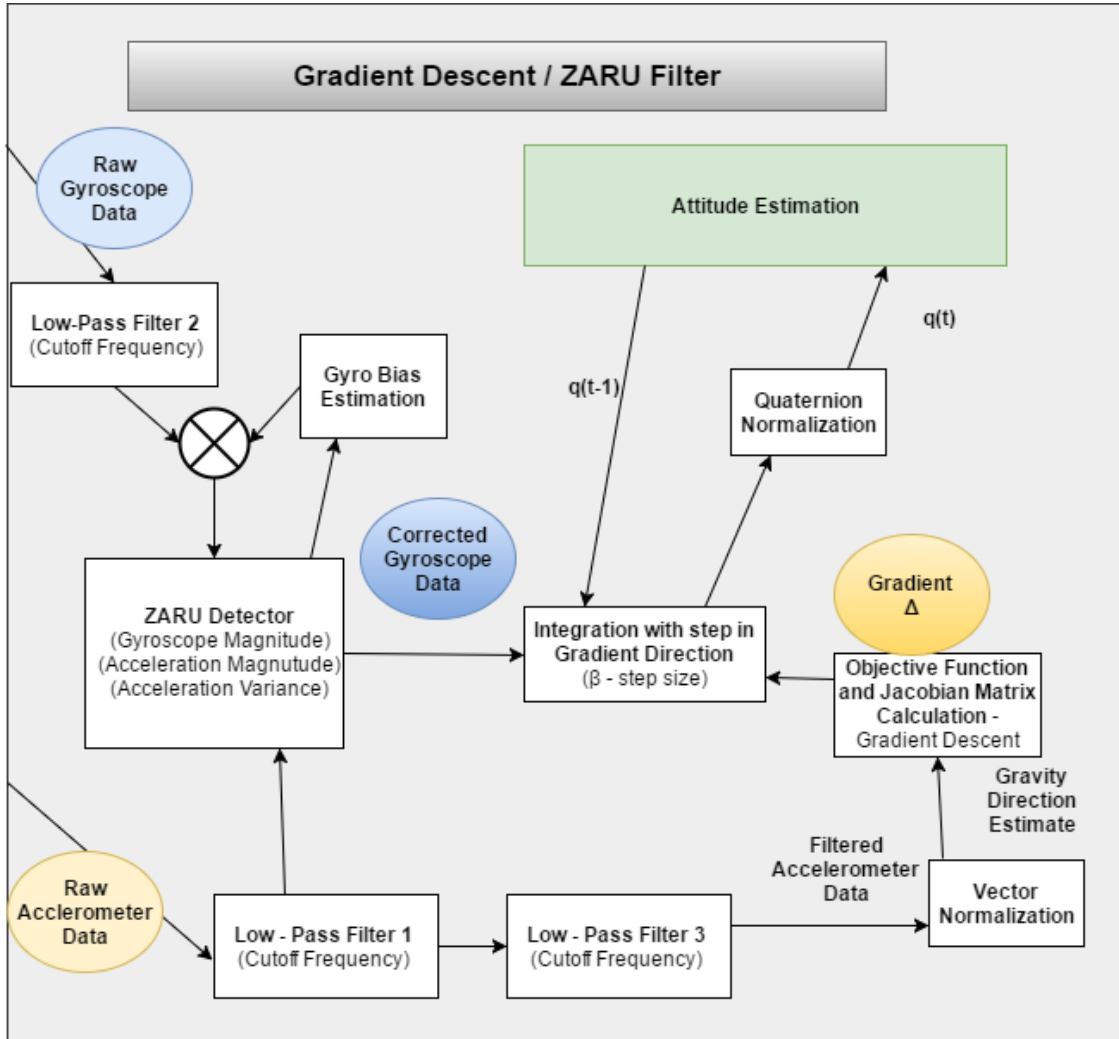 Gradient Descent / ZARU Filter
Raw
Gyroscope
Data
Attitude Estimation
Low-Pass Filter 2
(Cutoff Frequency)
q(t)
Gyro Bias
Estimation
q(t-1)
Quaternion
Normalization
Corrected
Gyroscope
Data
Gradient
Δ
ZARU Detector
(Gyroscope Magnitude)
(Acceleration Magnutude)
(Acceleration Variance)
Integration with step in
Gradient Direction
(β - step size)
Objective Function
and Jacobian Matrix
Calculation -
Gradient Descent
Gravity
Direction
Estimate
Filtered
Accelerometer
Data
Raw
Acclerometer
Data
Low - Pass Filter 1
(Cutoff Frequency)
Low - Pass Filter 3
(Cutoff Frequency)
Vector
Normalization